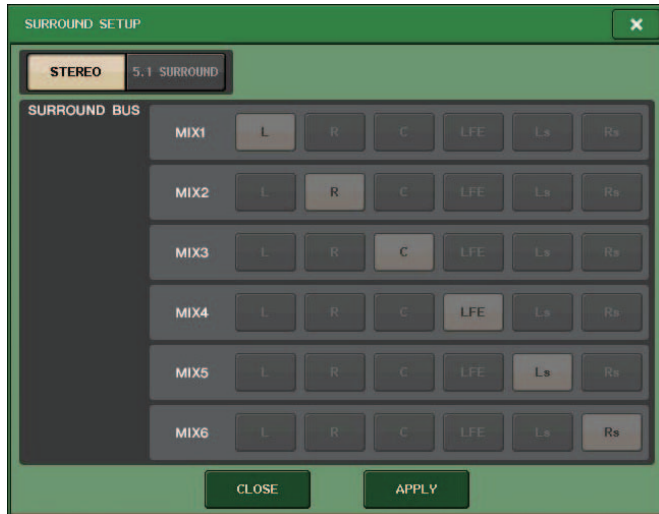 SURROUND SETUP
STEREO 5.1 SURROUND
SURROUND BUS
MIX1 L R C LFE Ls Rs
MIX2 L R C LFE Ls Rs
MIX3 L R C LFE Ls Rs
MIX4 L R C LFE Ls Rs
MIX5 L R C LFE Ls Rs
MIX6 L R C LFE Ls Rs
CLOSE APPLY